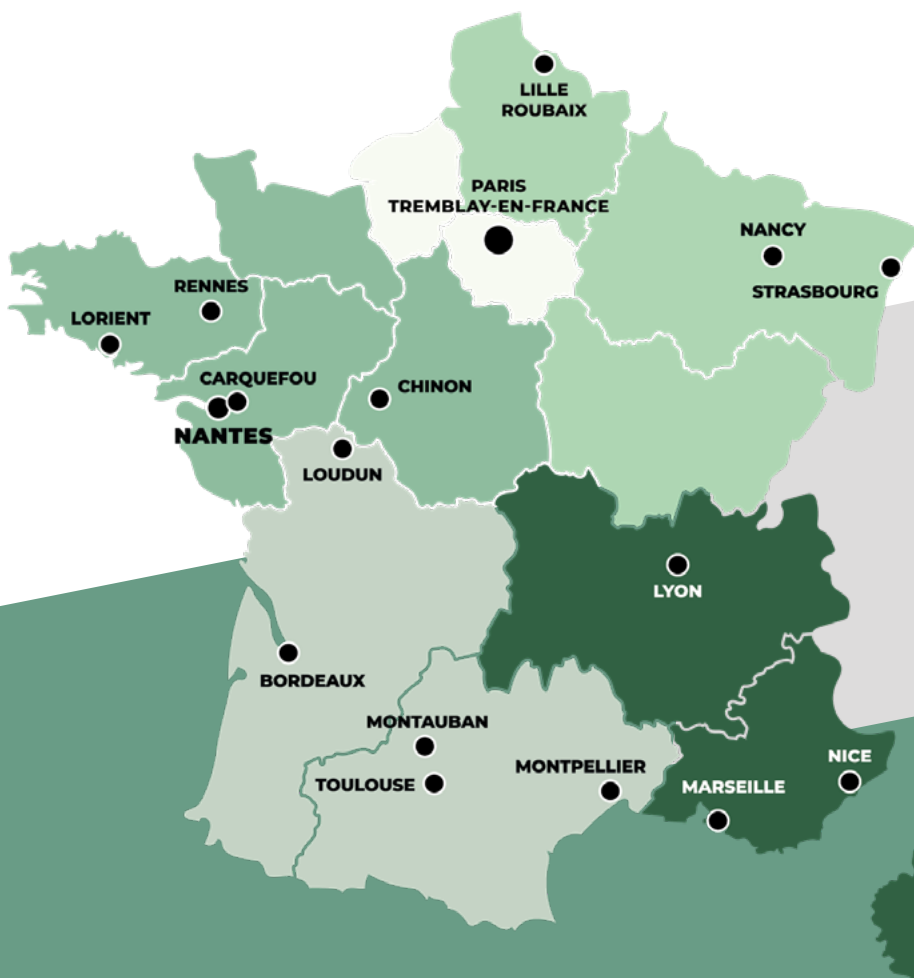 LILLE
ROUBAIX
PARIS
TREMBLAY-EN-FRANCE
NANCY
STRASBOURG
RENNES
LORIENT
CARQUEFOU
NANTES
CHINON
LOUDUN
LYON
BORDEAUX
MONTAUBAN
TOULOUSE
MONTPELLIER
MARSEILLE
NICE